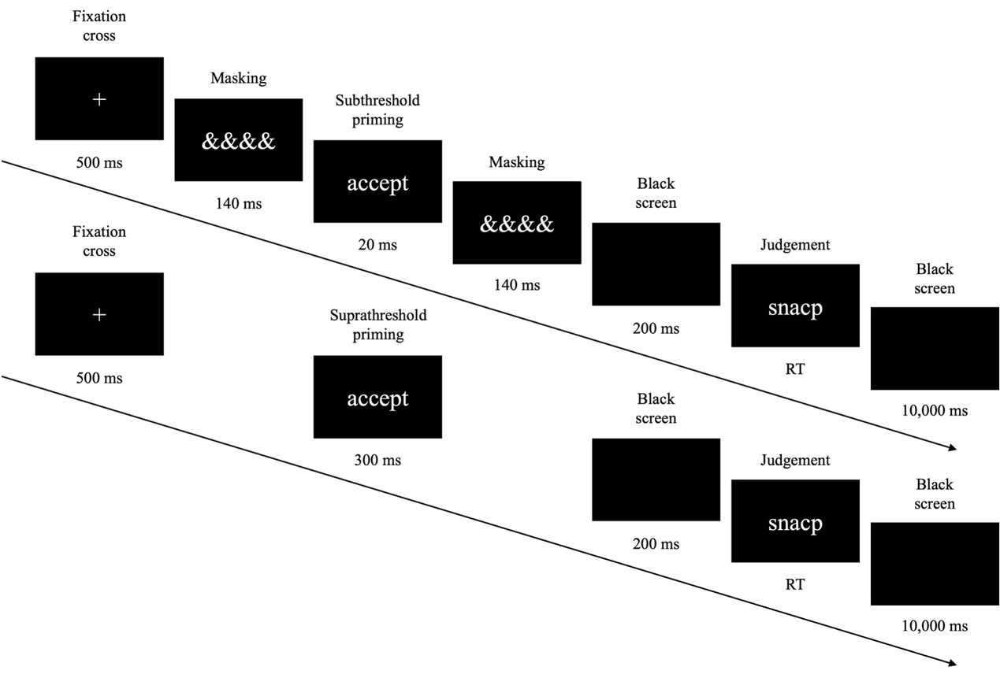 Fixation
cross
+
500 ms
Masking
&&&&
140 ms
Subthreshold
priming
accept
20 ms
Masking
&&&&
140 ms
Black
screen
200 ms
Judgement
snacp
RT
Black
screen
10,000 ms
Fixation
cross
+
500 ms
Suprathreshold
priming
accept
300 ms
Black
screen
200 ms
Judgement
snacp
RT
Black
screen
10,000 ms